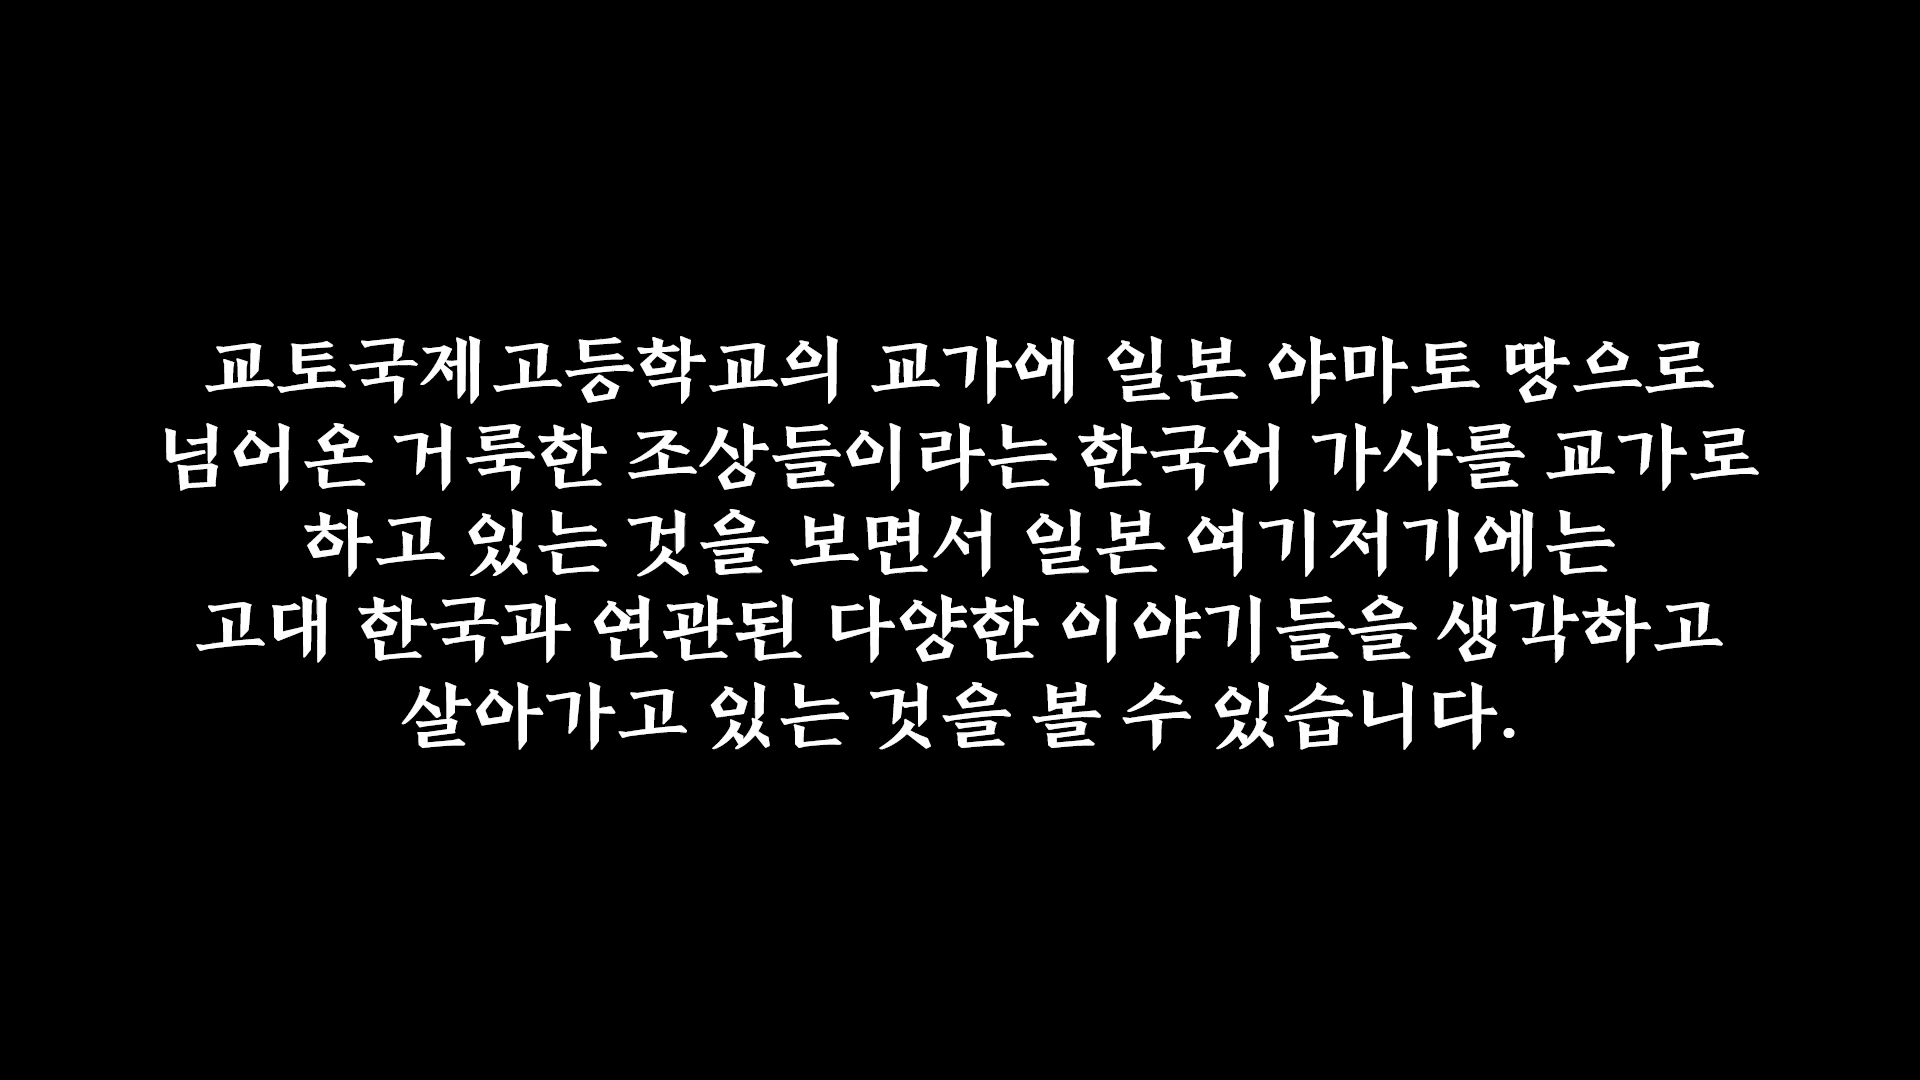 교토국제고등학교의 교가에 일본 야마토 땅으로
넘어온 거룩한 조상들이라는 한국어 가사를 교가로
하고 있는 것을 보면서 일본 여기저기에는
고대 한국과 연관된 다양한 이야기들을 생각하고
살아가고 있는 것을 볼 수 있습니다.